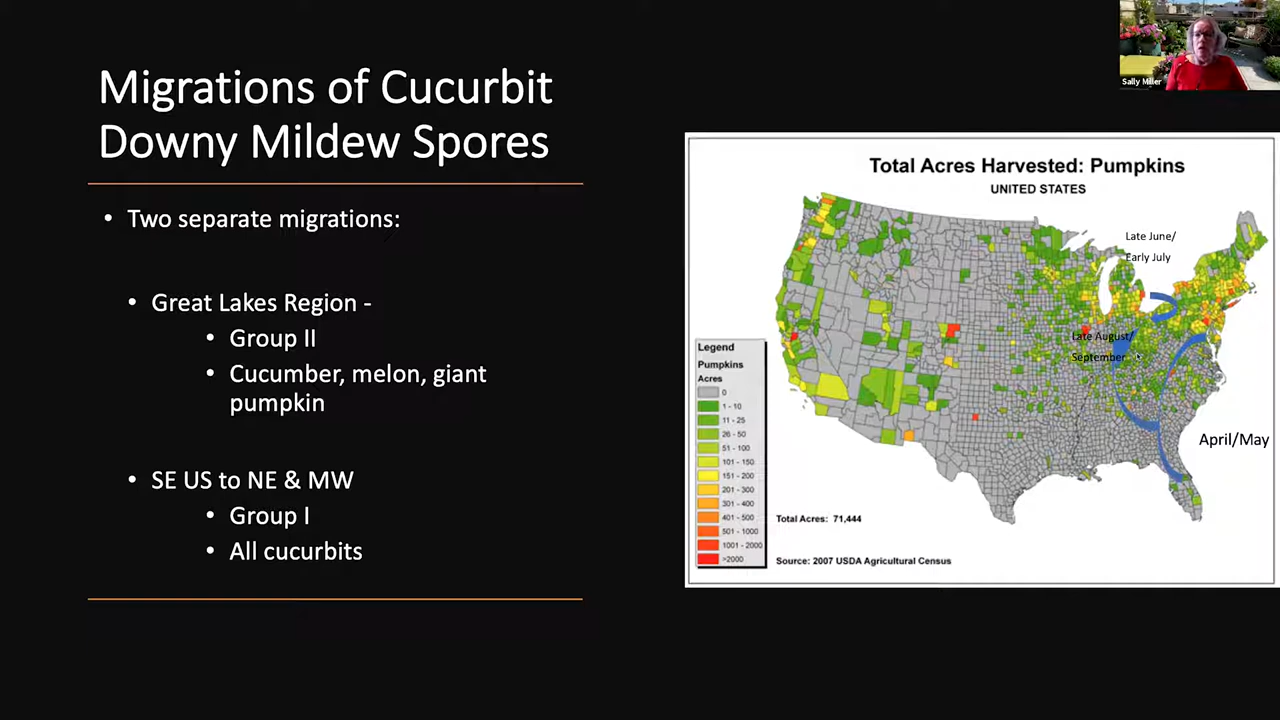 Sally Miller
Migrations of Cucurbit
Downy Mildew Spores
• Two separate migrations:
• Great Lakes Region -
• Group II
• Cucumber, melon, giant
pumpkin
• SE US to NE & MW
• Group I
• All cucurbits
Total Acres Harvested: Pumpkins
UNITED STATES
Late June/
Early July
Late August/
September
April/May
Legend
Pumpkins
Acres
0
1 - 10
11 - 25
26 - 50
51 - 100
101 - 150
151 - 200
201 - 300
301 - 400
401 - 500
501 - 1000
1001 - 2000
>2000
Total Acres: 71,444
Source: 2007 USDA Agricultural Census